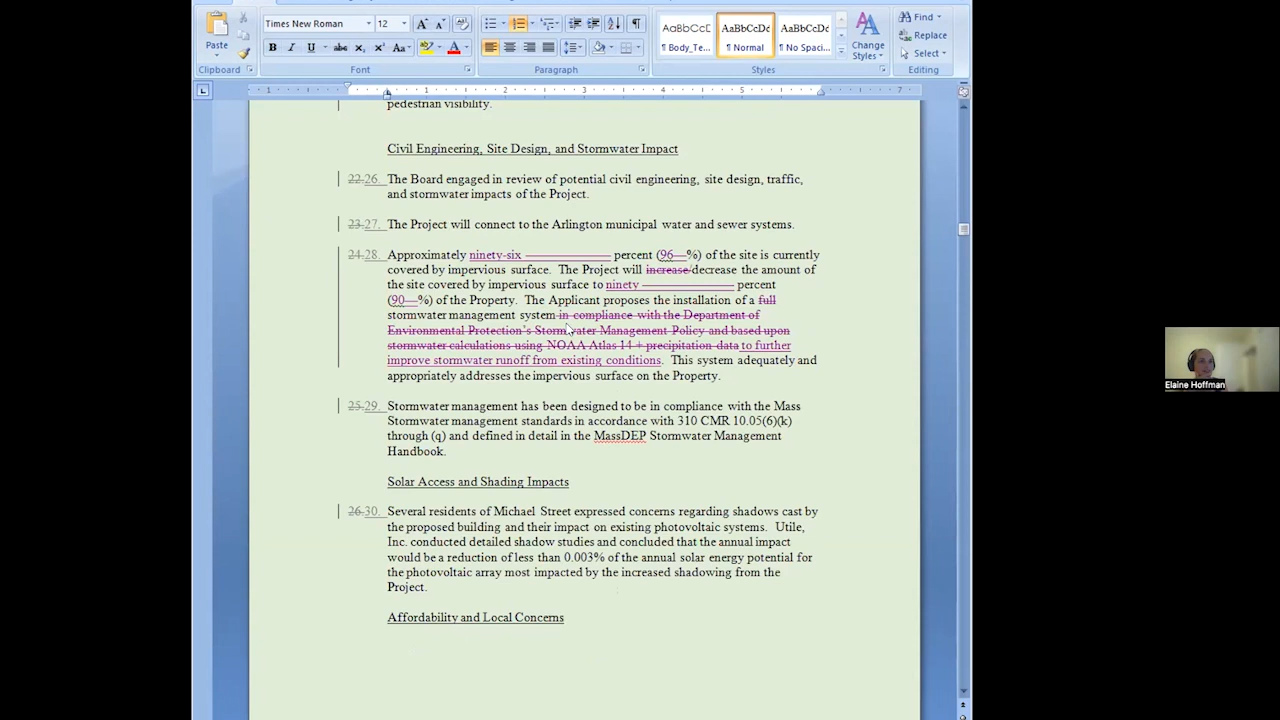 Times New Roman 12
Paste
Find
Replace
Select
AaBbCcDc AaBbCcDc AaBbCcDc
¶ Body_Te... ¶ Normal ¶ No Spaci...
Change
Styles
Clipboard Font Paragraph Styles Editing
1 1 2 3 4 5 7
pedestrian visibility.
Civil Engineering, Site Design, and Stormwater Impact
22.26. The Board engaged in review of potential civil engineering, site design, traffic,
and stormwater impacts of the Project.
23.27. The Project will connect to the Arlington municipal water and sewer systems.
24.28. Approximately ninety-six percent (96 %) of the site is currently
covered by impervious surface. The Project will increase/decrease the amount of
the site covered by impervious surface to ninety percent
(90 %) of the Property. The Applicant proposes the installation of a full
stormwater management system in compliance with the Department of
Environmental Protection's Stormwater Management Policy and based upon
stormwater calculations using NOAA Atlas 14 + precipitation data to further
improve stormwater runoff from existing conditions. This system adequately and
appropriately addresses the impervious surface on the Property.
25.29. Stormwater management has been designed to be in compliance with the Mass
Stormwater management standards in accordance with 310 CMR 10.05(6)(k)
through (q) and defined in detail in the MassDEP Stormwater Management
Handbook.
Solar Access and Shading Impacts
26.30. Several residents of Michael Street expressed concerns regarding shadows cast by
the proposed building and their impact on existing photovoltaic systems. Utile,
Inc. conducted detailed shadow studies and concluded that the annual impact
would be a reduction of less than 0.003% of the annual solar energy potential for
the photovoltaic array most impacted by the increased shadowing from the
Project.
Affordability and Local Concerns
Elaine Hoffman